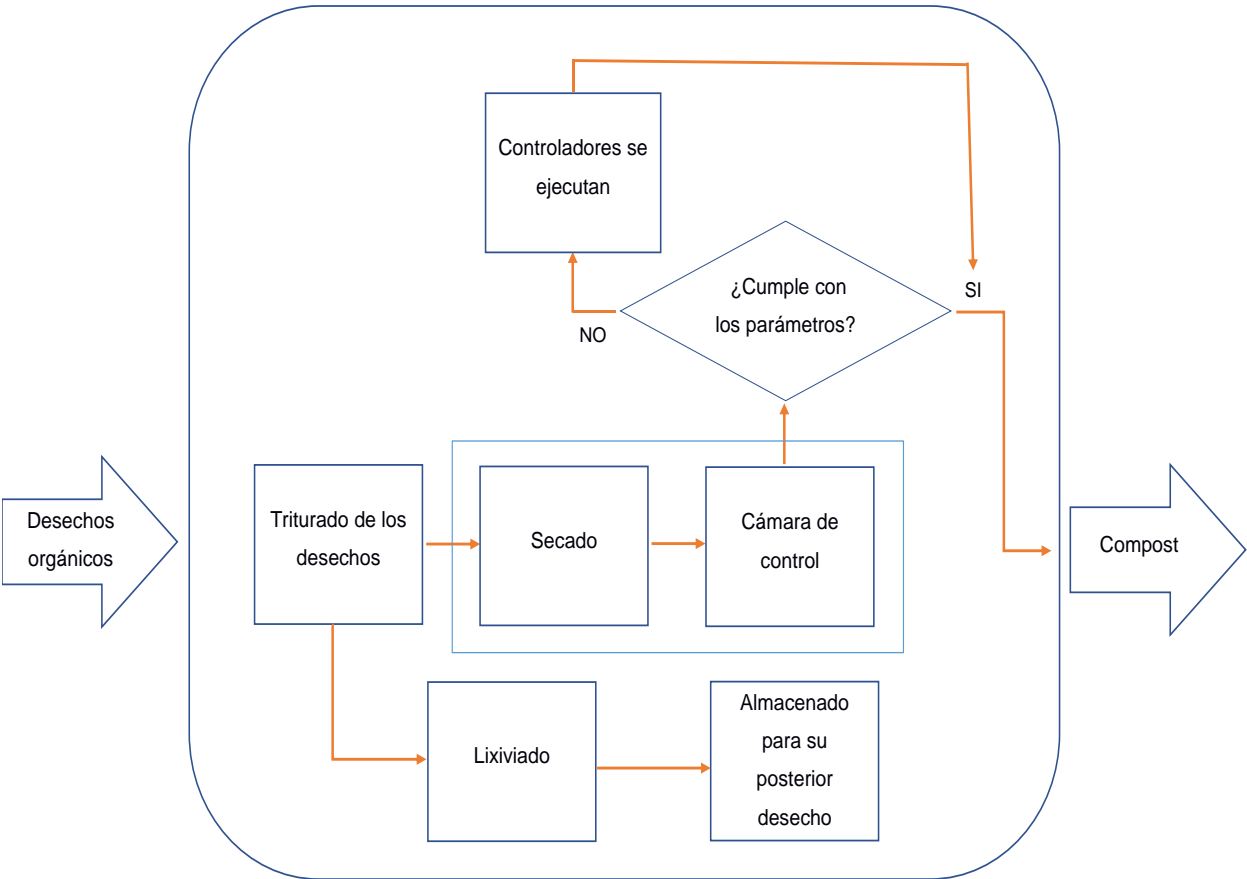 Controladores se
ejecutan
¿Cumple con
los parámetros?
SI
NO
Desechos
orgánicos
Triturado de los
desechos
Secado
Cámara de
control
Compost
Lixiviado
Almacenado
para su
posterior
desecho